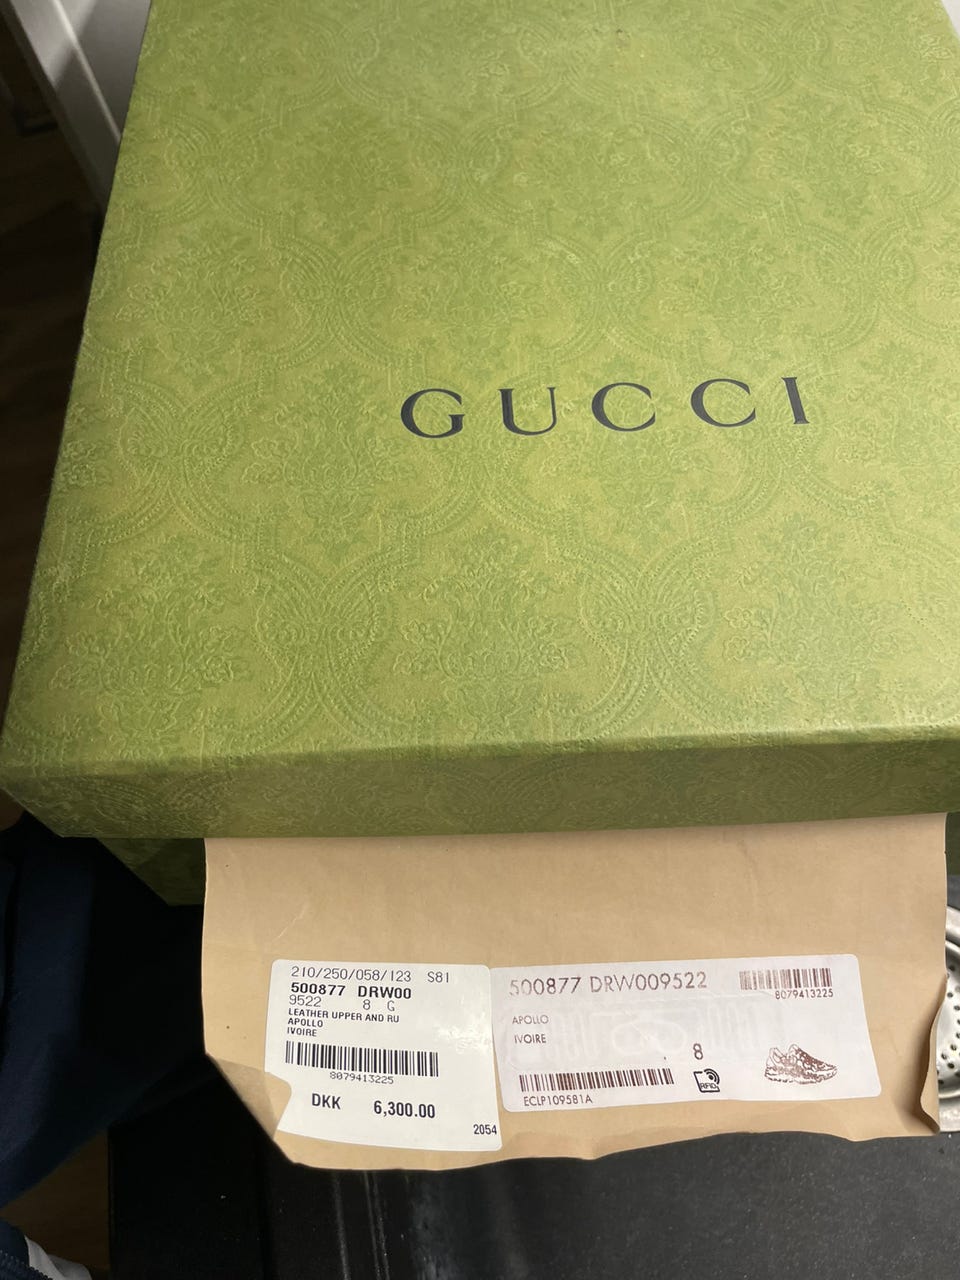 GUCCI
210/250/058/123 S81
500877 DRW00
9522 8 G
LEATHER UPPER AND RU
APOLLO
IVOIRE
8079413225
DKK 6,300.00
2054
500877 DRW009522
8079413225
APOLLO
IVOIRE
8
RFID
ECLP109581A